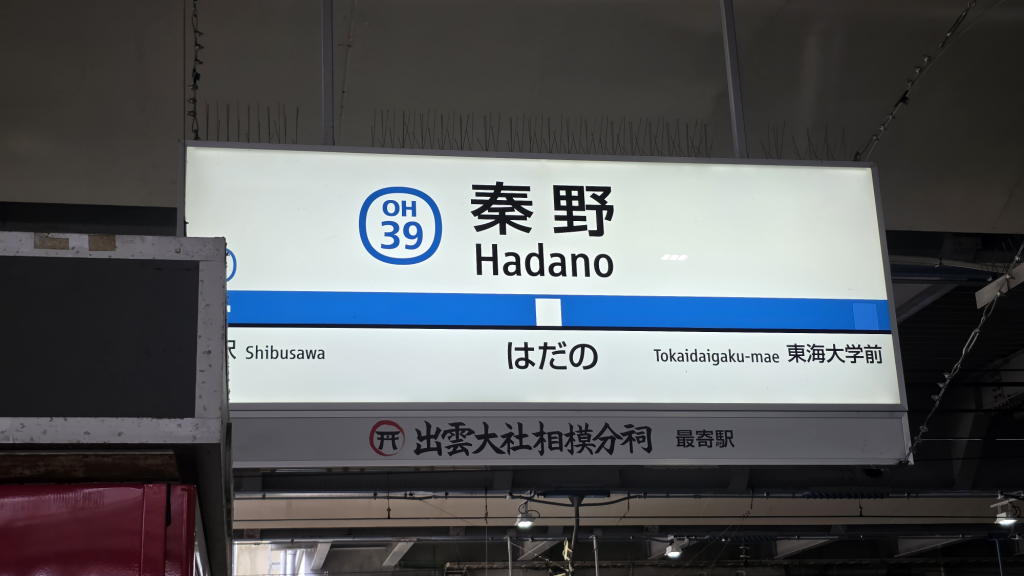 OH
39
秦野
Hadano
Shibusawa
はだの
Tokaidaigaku-mae 東海大学前
出雲大社相模分祠 最寄駅